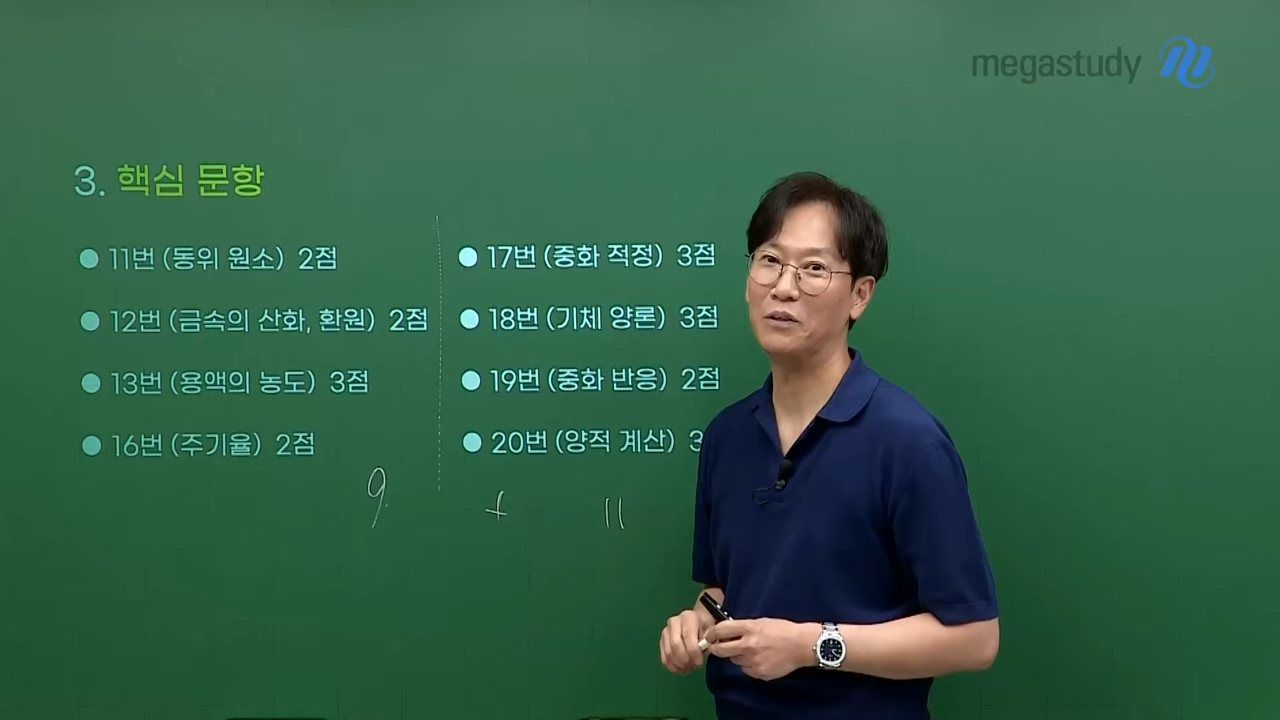 megastudy
3. 핵심 문항
● 11번 (동위 원소) 2점
● 12번 (금속의 산화, 환원) 2점
● 13번 (용액의 농도) 3점
● 16번 (주기율) 2점
● 17번 (중화 적정) 3점
● 18번 (기체 양론) 3점
● 19번 (중화 반응) 2점
● 20번 (양적 계산) 3
9 + 11